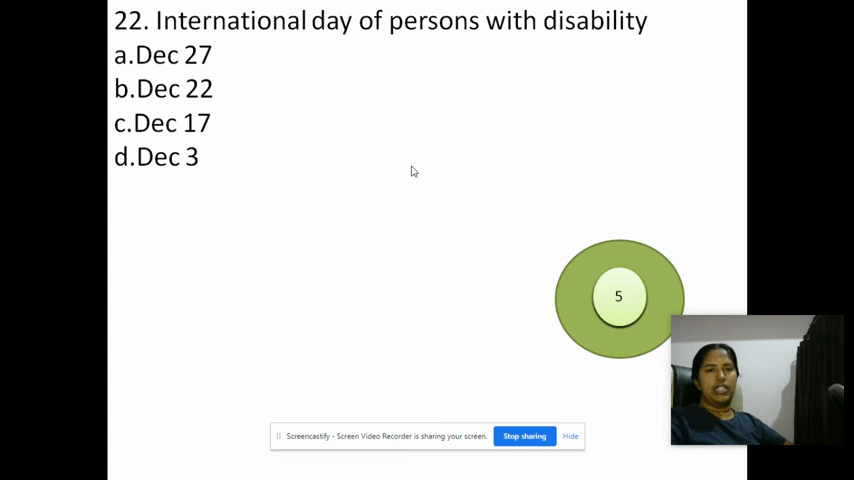 22. International day of persons with disability
a.Dec 27
b.Dec 22
c.Dec 17
d.Dec 3
5
Screencastify - Screen Video Recorder is sharing your screen. Stop sharing Hide